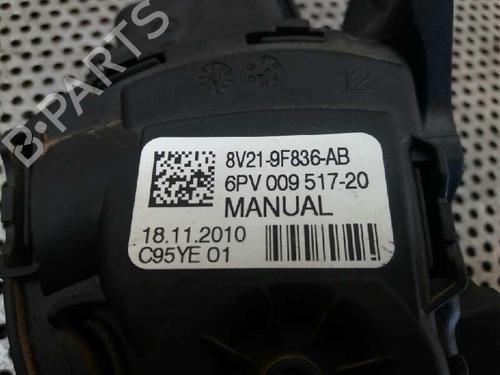 B-Parts
12
8V21-9F836-AB
6PV 009 517-20
MANUAL
18.11.2010
C95YE 01